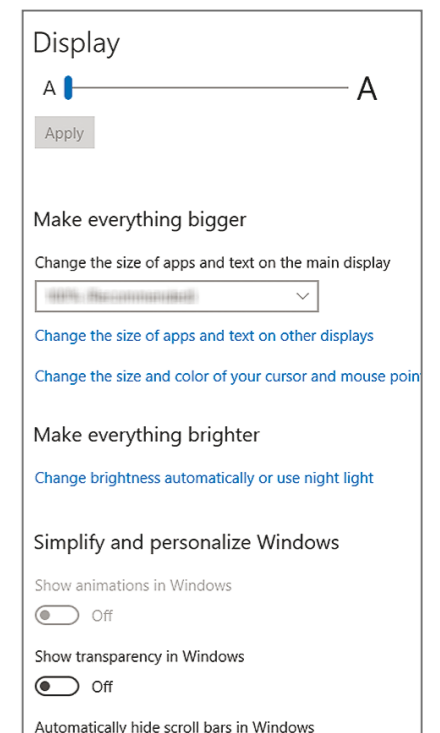 Display
A A
Apply
Make everything bigger
Change the size of apps and text on the main display
Change the size of apps and text on other displays
Change the size and color of your cursor and mouse poin
Make everything brighter
Change brightness automatically or use night light
Simplify and personalize Windows
Show animations in Windows
Off
Show transparency in Windows
Off
Automatically hide scroll bars in Windows